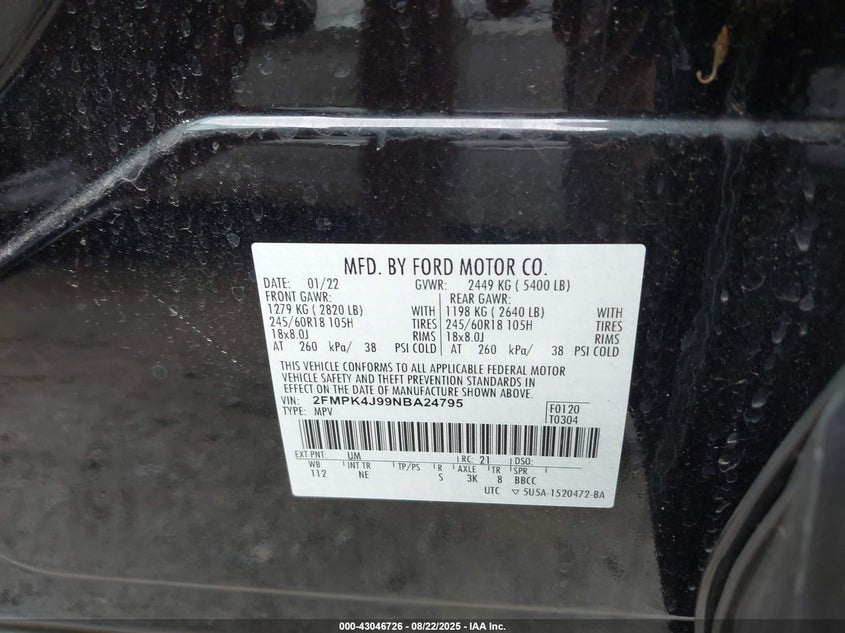 MFD. BY FORD MOTOR CO.
DATE: 01/22 GVWR: 2449 KG ( 5400 LB)
FRONT GAWR: REAR GAWR:
1279 KG ( 2820 LB) WITH 1198 KG ( 2640 LB) WITH
245/60R18 105H TIRES 245/60R18 105H TIRES
18x8.0J RIMS 18x8.0J RIMS
AT 260 kPa/ 38 PSI COLD AT 260 kPa/ 38 PSI COLD
THIS VEHICLE CONFORMS TO ALL APPLICABLE FEDERAL MOTOR
VEHICLE SAFETY AND THEFT PREVENTION STANDARDS IN
EFFECT ON THE DATE OF MANUFACTURE SHOWN ABOVE.
VIN: 2FMPK4J99NBA24795
TYPE: MPV
F0120
T0304
EXT PNT: UM RC: 21 DSO:
WB INT TR TP/PS R AXLE TR SPR
112 NE S 3K 8 BBCC
UTC ▽ 5U5A-1520472-BA
000-43046726 - 08/22/2025 - IAA Inc.